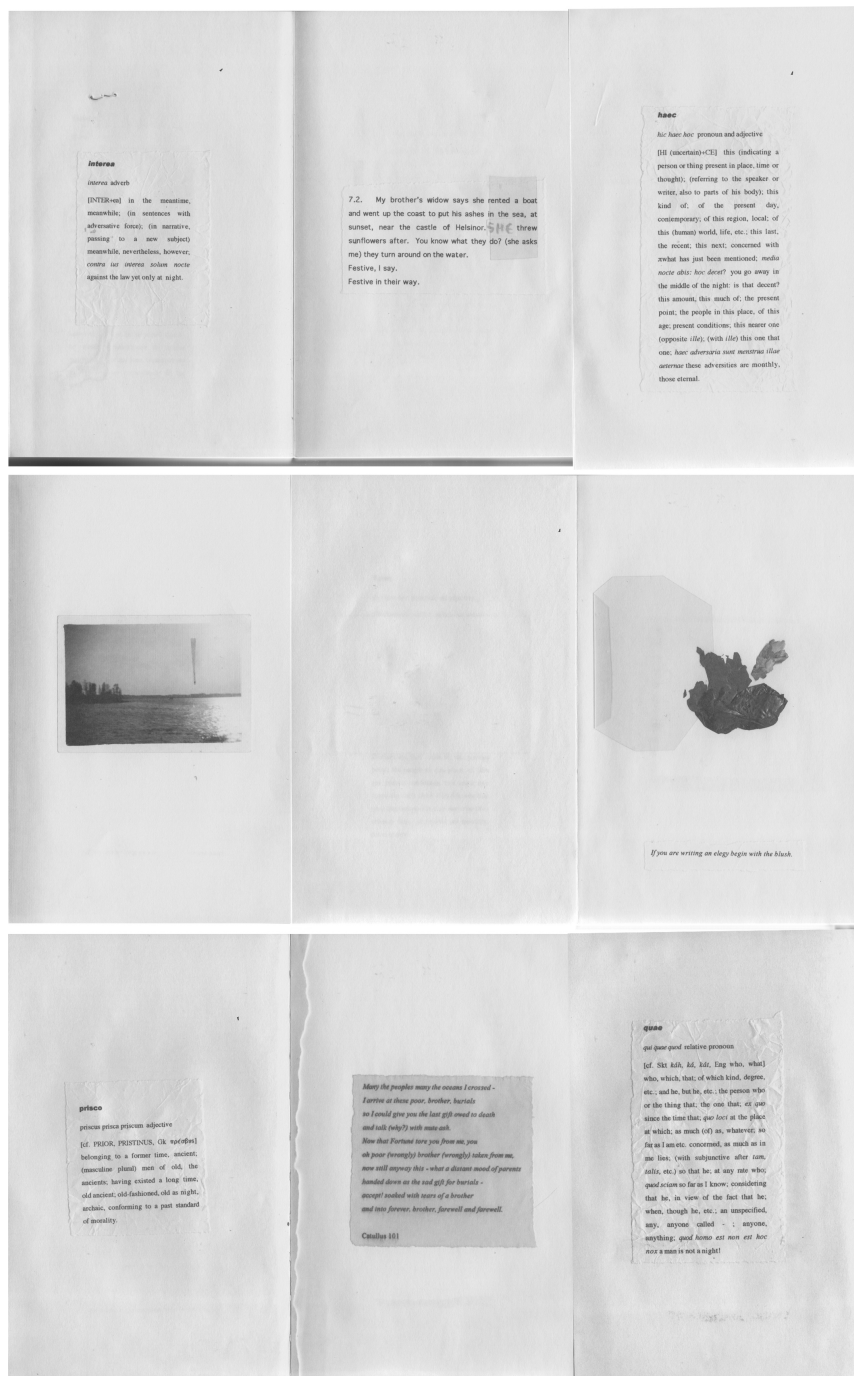 interea
interea adverb
[INTER+ea] in the meantime,
meanwhile; (in sentences with
adversative force); (in narrative,
passing to a new subject)
meanwhile, nevertheless, however;
contra ius interea solum nocte
against the law yet only at night.
7.2. My brother's widow says she rented a boat
and went up the coast to put his ashes in the sea, at
sunset, near the castle of Helsinor. SHE threw
sunflowers after. You know what they do? (she asks
me) they turn around on the water.
Festive, I say.
Festive in their way.
haec
hic haec hoc pronoun and adjective
[HI (uncertain)+CE] this (indicating a
person or thing present in place, time or
thought); (referring to the speaker or
writer, also to parts of his body); this
kind of; of the present day,
contemporary; of this region, local; of
this (human) world, life, etc.; this last,
the recent, this next; concerned with
nwhat has just been mentioned; media
nocte abis: hoc decet? you go away in
the middle of the night: is that decent?
this amount, this much of; the present
point; the people in this place, of this
age; present conditions; this nearer one
(opposite ille); (with ille) this one that
one; haec adversaria sunt menstrua illae
aeternae these adversities are monthly,
those eternal.
If you are writing an elegy begin with the blush.
prisco
priscus prisca priscum adjective
[cf. PRIOR, PRISTINUS, Gk πρέσβες]
belonging to a former time, ancient;
(masculine plural) men of old, the
ancients; having existed a long time,
old ancient; old-fashioned, old as night,
archaic, conforming to a past standard
of morality.
Many the peoples many the oceans I crossed -
I arrive at these poor, brother, burials
so I could give you the last gift owed to death
and talk (why?) with mute ash.
Now that Fortune tore you from me, you
oh poor (wrongly) brother (wrongly) taken from me,
now still anyway this - what a distant mood of parents
handed down as the sad gift for burials -
accept! soaked with tears of a brother
and into forever, brother, farewell and farewell.
Catullus 101
quae
qui quae quod relative pronoun
[cf. Skt káh, ká, kát, Eng who, what]
who, which, that; of which kind, degree,
etc.; and he, but he, etc.; the person who
or the thing that; the one that; ex quo
since the time that; quo loci at the place
at which; as much (of) as, whatever; so
far as I am etc. concerned, as much as in
me lies; (with subjunctive after tam,
talis, etc.) so that he; at any rate who;
quod sciam so far as I know; considering
that he, in view of the fact that he;
when, though he, etc.; an unspecified,
any, anyone called - ; anyone,
anything; quod homo est non est hoc
nox a man is not a night!